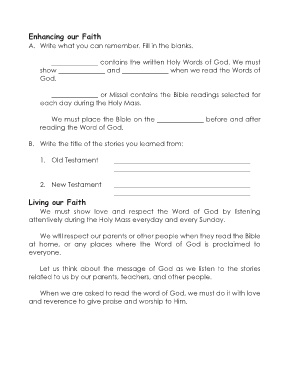 Enhancing our Faith
A. Write what you can remember. Fill in the blanks.
_____________ contains the written Holy Words of God. We must
show _____________ and _____________ when we read the Words of
God.
_____________ or Missal contains the Bible readings selected for
each day during the Holy Mass.
We must place the Bible on the _____________ before and after
reading the Word of God.
B. Write the title of the stories you learned from:
1. Old Testament
2. New Testament
Living our Faith
We must show love and respect the Word of God by listening
attentively during the Holy Mass everyday and every Sunday.
We will respect our parents or other people when they read the Bible
at home, or any places where the Word of God is proclaimed to
everyone.
Let us think about the message of God as we listen to the stories
related to us by our parents, teachers, and other people.
When we are asked to read the word of God, we must do it with love
and reverence to give praise and worship to Him.